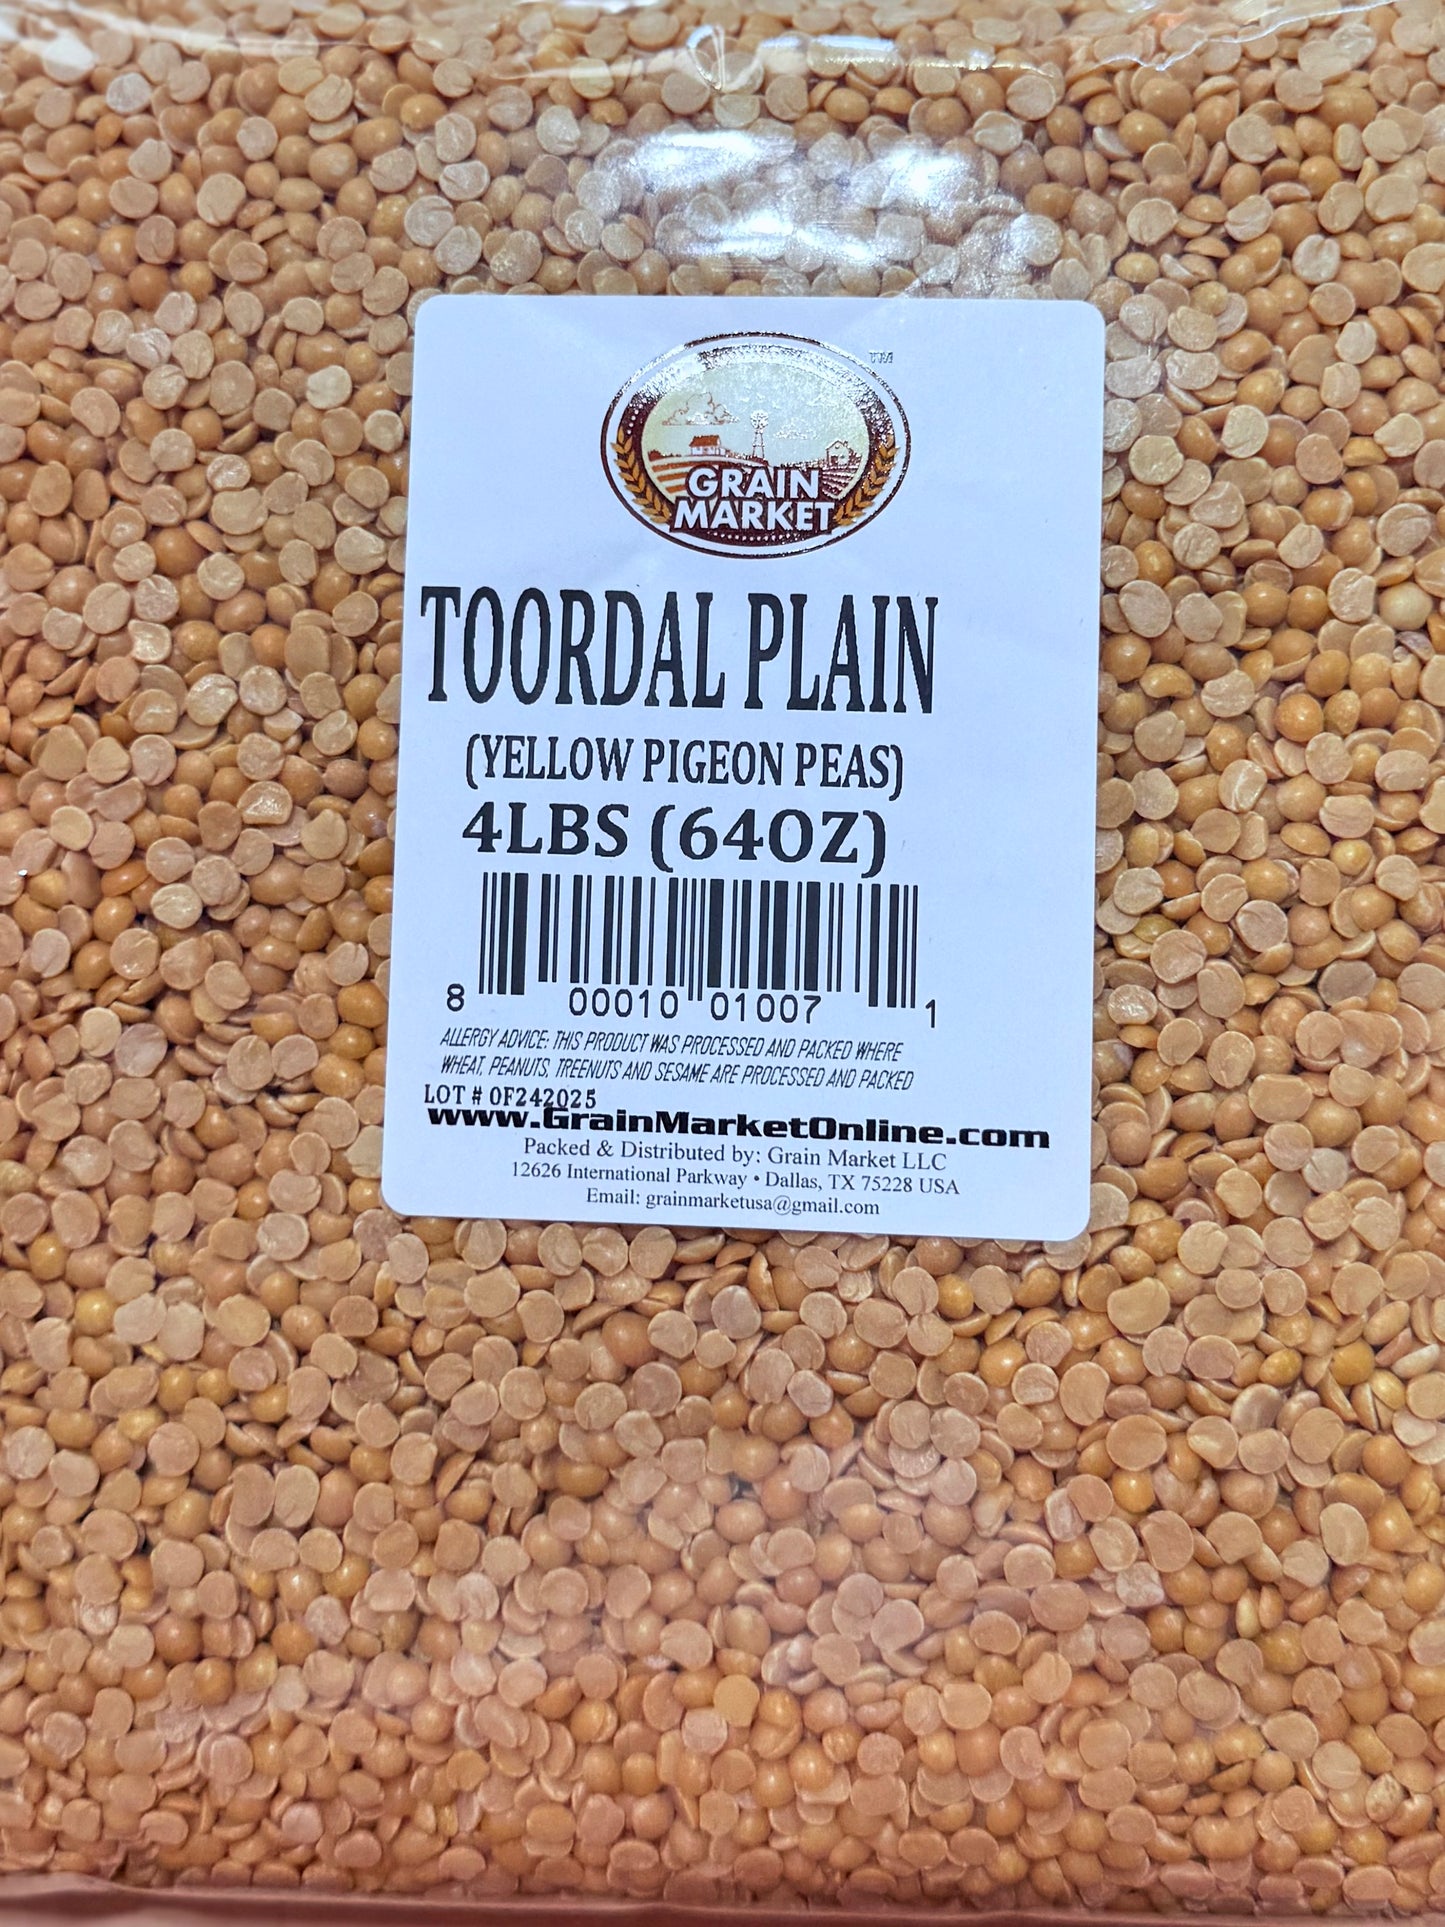 TM
GRAIN
MARKET
TOORDAL PLAIN
(YELLOW PIGEON PEAS)
4LBS (64OZ)
8 00010 01007 1
ALLERGY ADVICE: THIS PRODUCT WAS PROCESSED AND PACKED WHERE
WHEAT, PEANUTS, TREENUTS AND SESAME ARE PROCESSED AND PACKED
LOT # 0F242025
www.GrainMarketOnline.com
Packed & Distributed by: Grain Market LLC
12626 International Parkway • Dallas, TX 75228 USA
Email: grainmarketusa@gmail.com